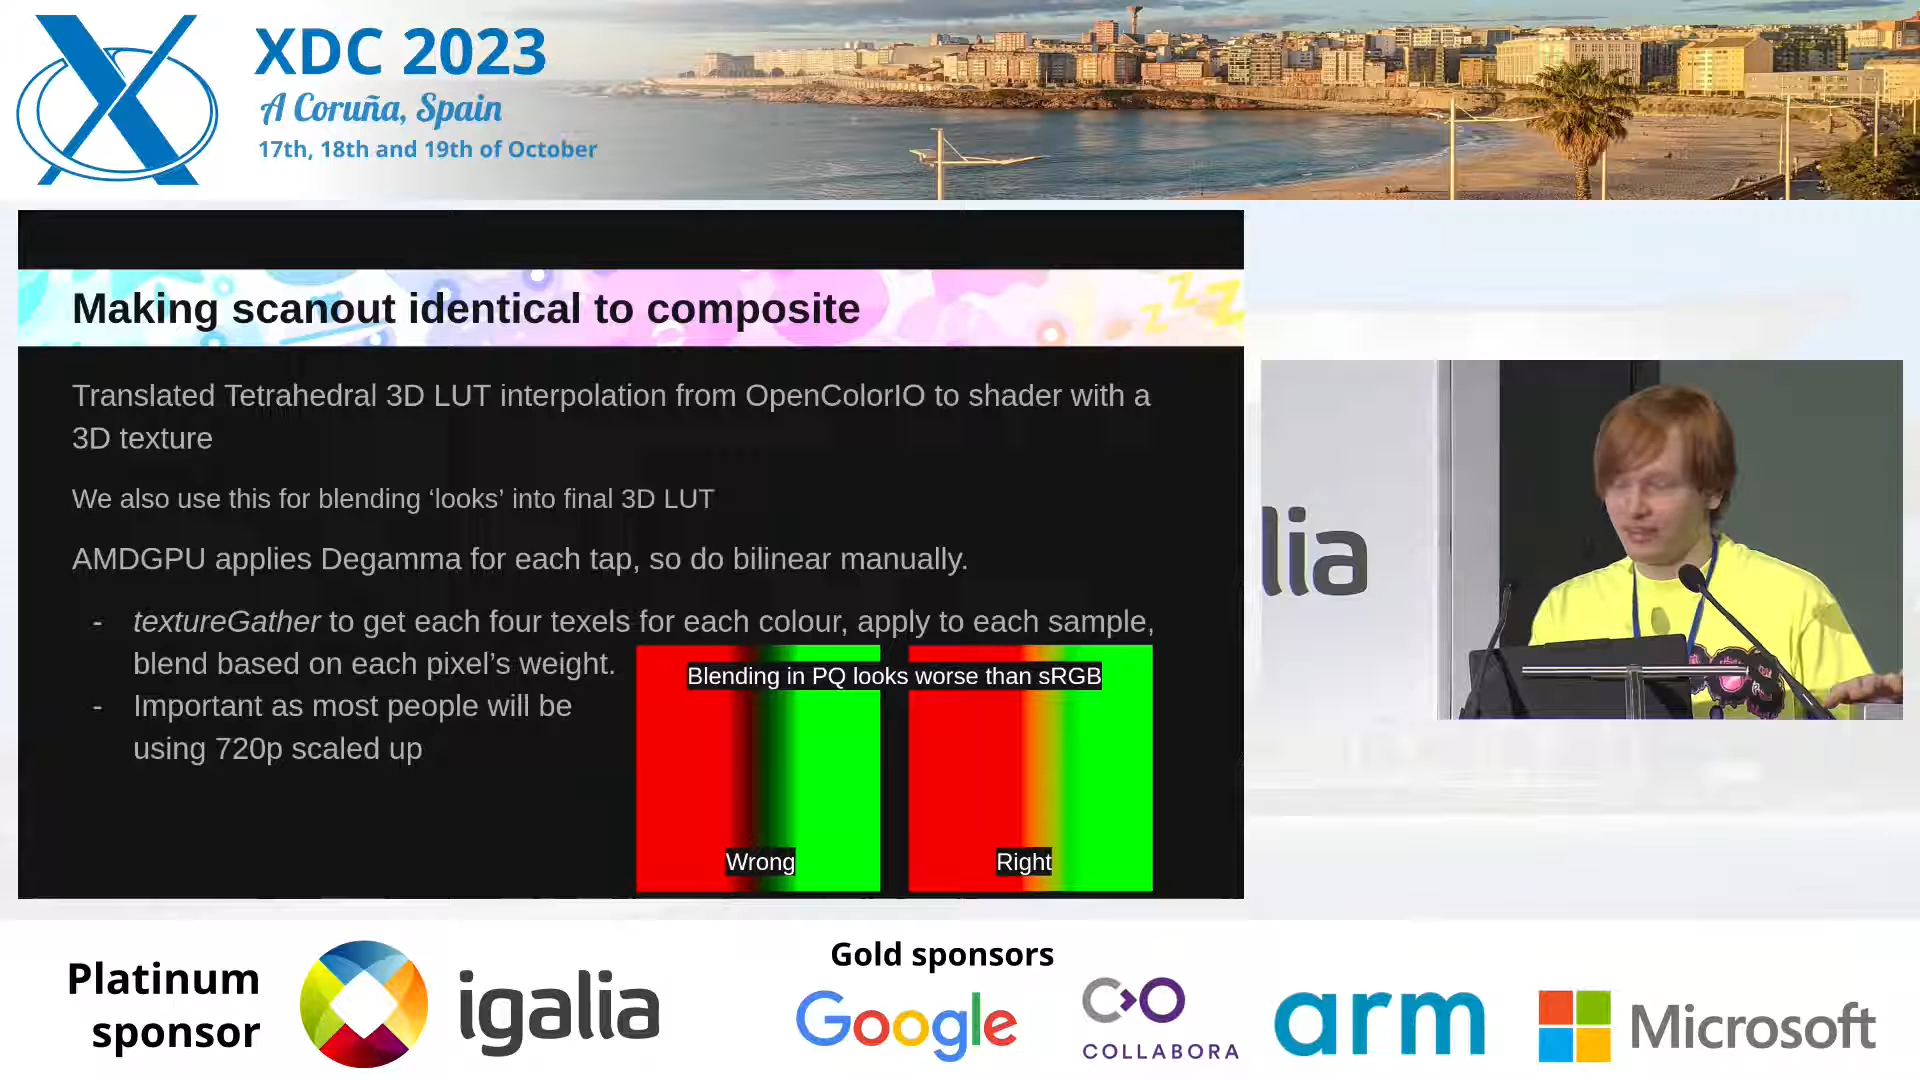 XDC 2023
A Coruña, Spain
17th, 18th and 19th of October
Making scanout identical to composite
Translated Tetrahedral 3D LUT interpolation from OpenColorIO to shader with a
3D texture
We also use this for blending ‘looks’ into final 3D LUT
AMDGPU applies Degamma for each tap, so do bilinear manually.
- textureGather to get each four texels for each colour, apply to each sample,
blend based on each pixel’s weight.
- Important as most people will be
using 720p scaled up
Blending in PQ looks worse than sRGB
Wrong
Right
lia
Platinum
sponsor
igalia
Gold sponsors
Google
COLLABORA
arm
Microsoft